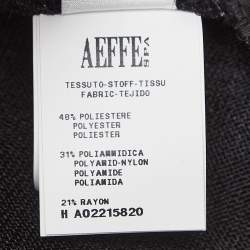 AEFFE SPA
TESSUTO-STOFF-TISSU
FABRIC-TEJIDO
48% POLIESTERE
POLYESTER
POLIESTER
31% POLIAMMIDICA
POLYAMID-NYLON
POLYAMIDE
POLIAMIDA
21% RAYON
H A02215820